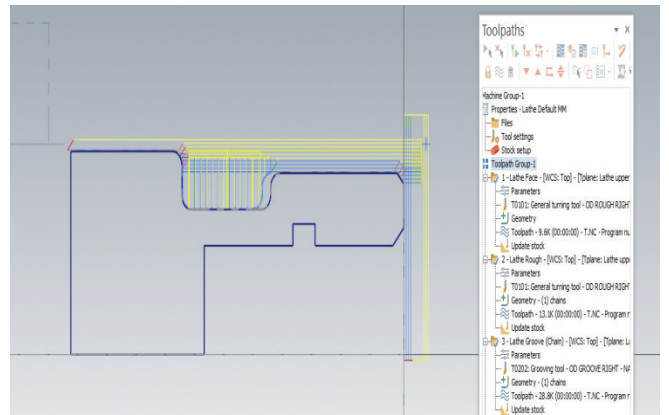 Toolpaths
Machine Group-1
Properties - Lathe Default MM
Files
Tool settings
Stock setup
Toolpath Group-1
1 - Lathe Face - [WCS: Top] - [Tplane: Lathe upper
Parameters
T0101: General turning tool - OD ROUGH RIGHT
Geometry
Toolpath - 9.6K (00:00:00) - T.NC - Program nu
Update stock
2 - Lathe Rough - [WCS: Top] - [Tplane: Lathe uppe
Parameters
T0101: General turning tool - OD ROUGH RIGHT
Geometry - (1) chains
Toolpath - 13.1K (00:00:00) - T.NC - Program r
Update stock
3 - Lathe Groove (Chain) - [WCS: Top] - [Tplane: L
Parameters
T0202: Grooving tool - OD GROOVE RIGHT - NA
Geometry - (1) chains
Toolpath - 28.8K (00:00:00) - T.NC - Program r
Update stock